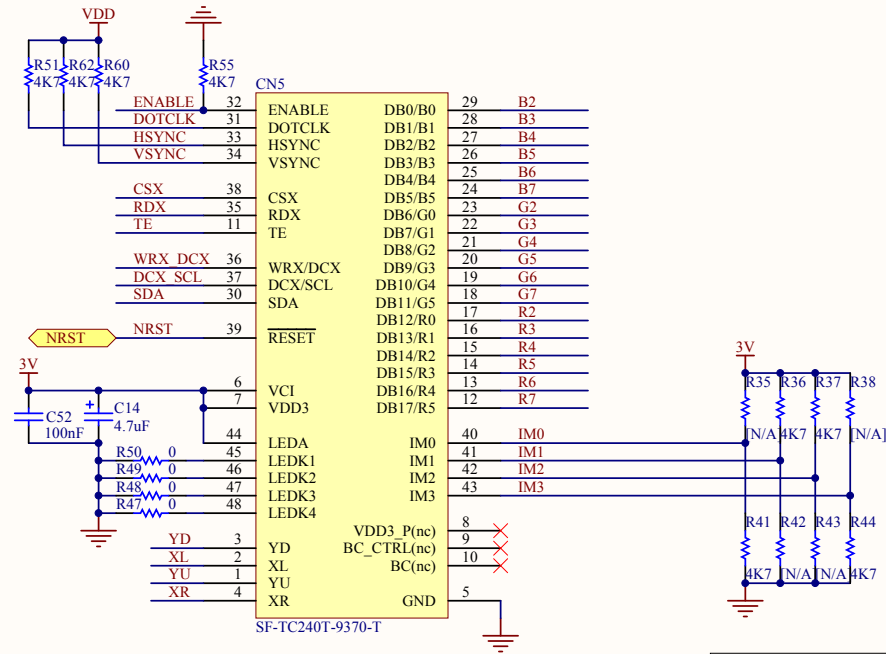 VDD
R51 R62 R60 R55
4K7 4K7 4K7 4K7
CN5
ENABLE 32 ENABLE DB0/B0 29 B2
DOTCLK 31 DOTCLK DB1/B1 28 B3
HSYNC 33 HSYNC DB2/B2 27 B4
VSYNC 34 VSYNC DB3/B3 26 B5
DB4/B4 25 B6
CSX 38 CSX DB5/B5 24 B7
RDX 35 RDX DB6/G0 23 G2
TE 11 TE DB7/G1 22 G3
DB8/G2 21 G4
WRX_DCX 36 WRX/DCX DB9/G3 20 G5
DCX_SCL 37 DCX/SCL DB10/G4 19 G6
SDA 30 SDA DB11/G5 18 G7
DB12/R0 17 R2
NRST NRST 39 RESET DB13/R1 16 R3
DB14/R2 15 R4
3V DB15/R3 14 R5
6 VCI DB16/R4 13 R6
7 VDD3 DB17/R5 12 R7
C52 + C14
100nF 4.7uF
3V
R35 R36 R37 R38
[N/A] 4K7 4K7 [N/A]
44 LEDA IM0 40 IM0
R50 0 45 LEDK1 IM1 41 IM1
R49 0 46 LEDK2 IM2 42 IM2
R48 0 47 LEDK3 IM3 43 IM3
R47 0 48 LEDK4
R41 R42 R43 R44
4K7 [N/A] [N/A] 4K7
VDD3_P(nc) 8
YD 3 YD BC_CTRL(nc) 9
XL 2 XL BC(nc) 10
YU 1 YU
XR 4 XR GND 5
SF-TC240T-9370-T